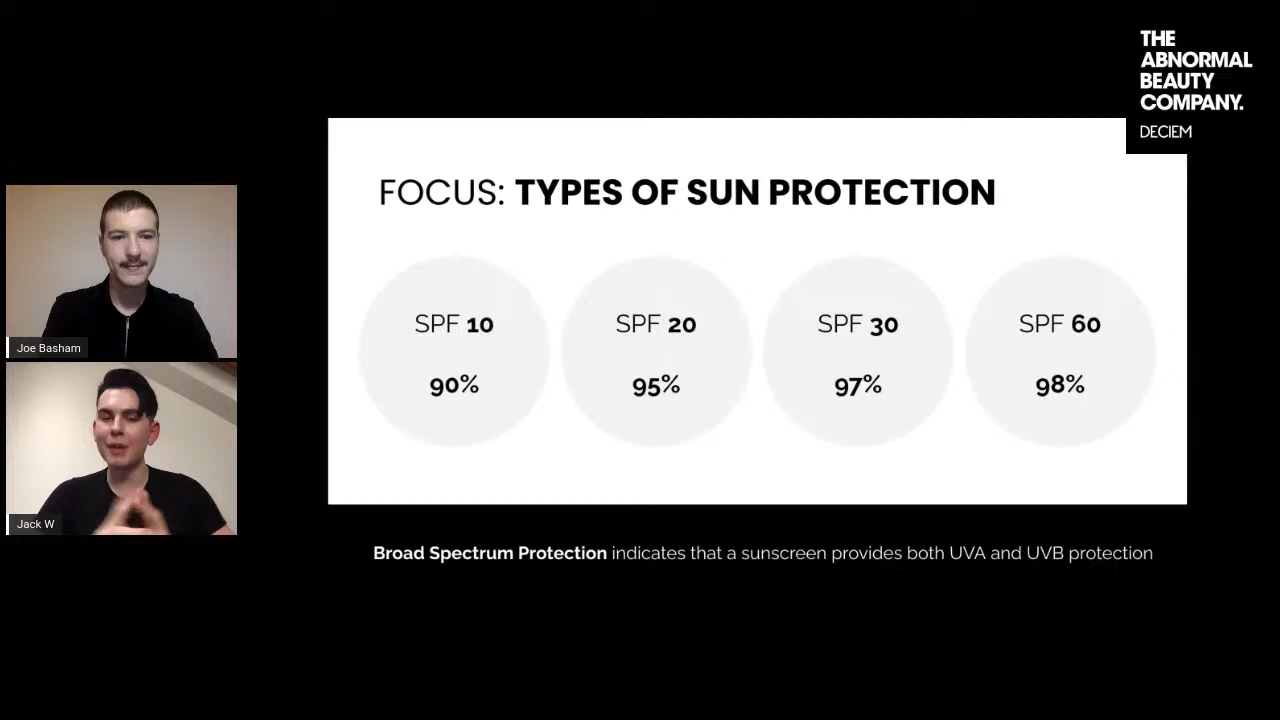 THE
ABNORMAL
BEAUTY
COMPANY.
DECIEM
FOCUS: TYPES OF SUN PROTECTION
SPF 10
90%
SPF 20
95%
SPF 30
97%
SPF 60
98%
Broad Spectrum Protection indicates that a sunscreen provides both UVA and UVB protection
Joe Basham
Jack W